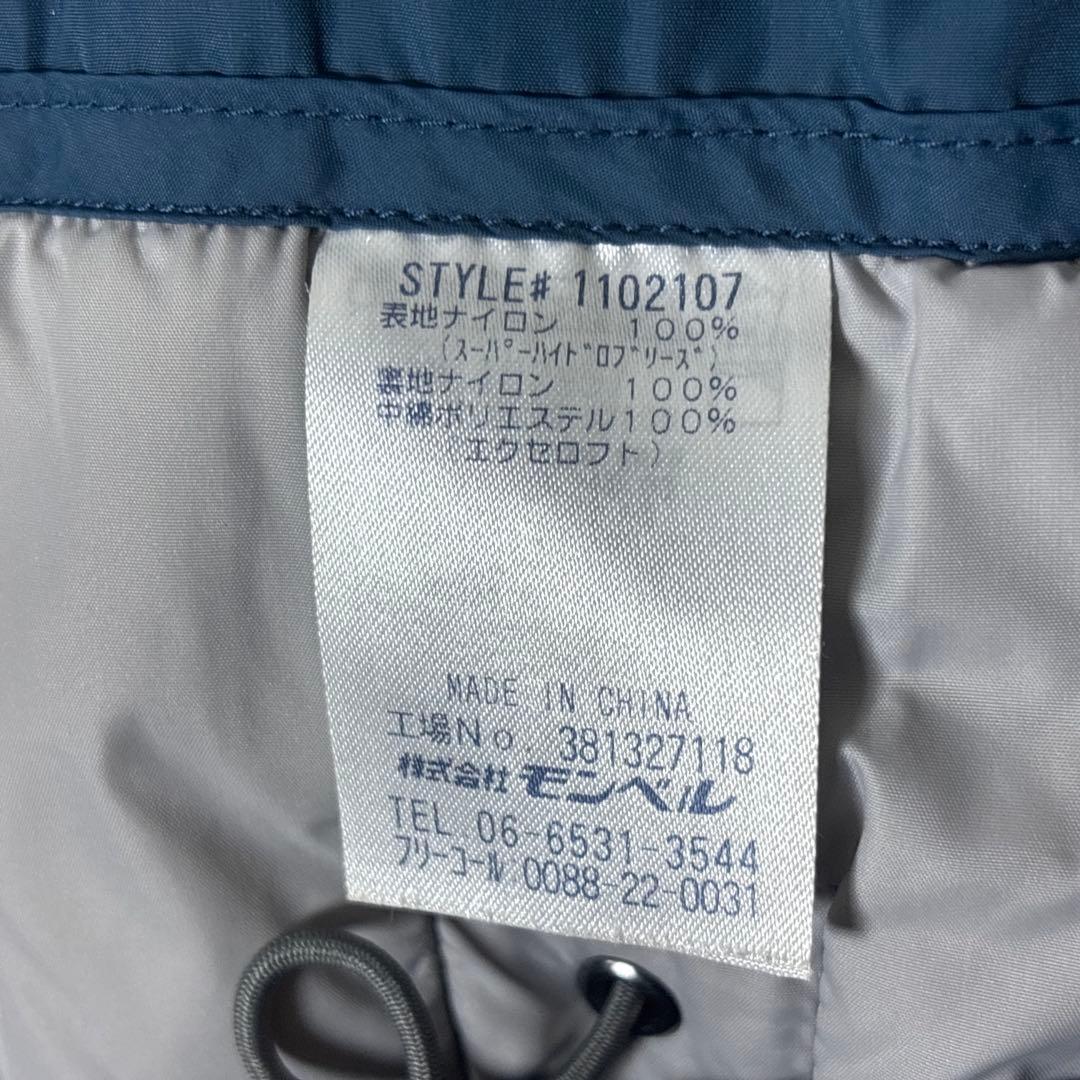 STYLE# 1102107
表地ナイロン 100%
(ｽｰﾊﾟｰﾊｲﾄﾞﾛﾌﾞﾘｰｽﾞ)
裏地ナイロン 100%
中綿ポリエステル100%
(エクセロフト)
MADE IN CHINA
工場No. 381327118
株式会社モンベル
TEL.06-6531-3544
ﾌﾘｰｺｰﾙ 0088-22-0031